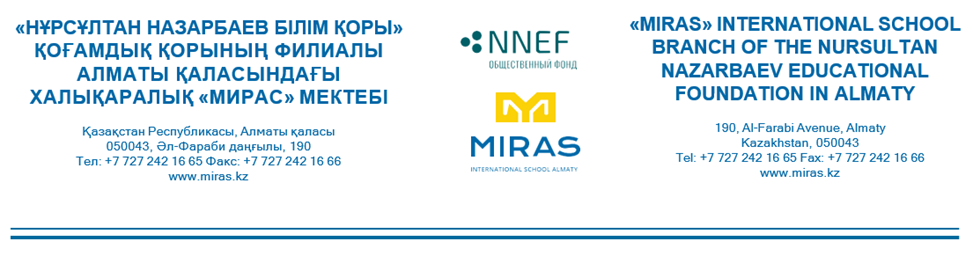 «НҰРСҰЛТАН НАЗАРБАЕВ БІЛІМ ҚОРЫ»
ҚОҒАМДЫҚ ҚОРЫНЫҢ ФИЛИАЛЫ
АЛМАТЫ ҚАЛАСЫНДАҒЫ
ХАЛЫҚАРАЛЫҚ «МИРАС» МЕКТЕБІ
Қазақстан Республикасы, Алматы қаласы
050043, Әл-Фараби даңғылы, 190
Тел: +7 727 242 16 65 Факс: +7 727 242 16 66
www.miras.kz
NNEF
ОБЩЕСТВЕННЫЙ ФОНД
MIRAS
INTERNATIONAL SCHOOL ALMATY
«MIRAS» INTERNATIONAL SCHOOL
BRANCH OF THE NURSULTAN
NAZARBAEV EDUCATIONAL
FOUNDATION IN ALMATY
190, Al-Farabi Avenue, Almaty
Kazakhstan, 050043
Tel: +7 727 242 16 65 Fax: +7 727 242 16 66
www.miras.kz